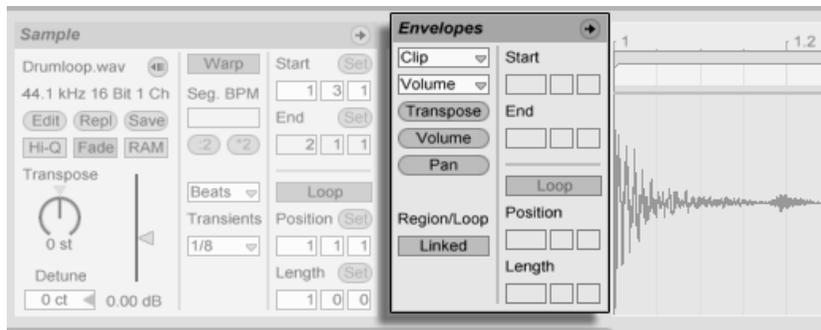 Sample
Drumloop.wav
44.1 kHz 16 Bit 1 Ch
Edit Repl Save
Hi-Q Fade RAM
Transpose
0 st
Detune
0 ct 0.00 dB
Warp
Seg. BPM
:2 *2
Beats
Transients
1/8
Start Set
1 3 1
End Set
2 1 1
Loop
Position Set
1 1 1
Length Set
1 0 0
Envelopes
Clip
Volume
Transpose
Volume
Pan
Region/Loop
Linked
Start
End
Loop
Position
Length
1 1.2